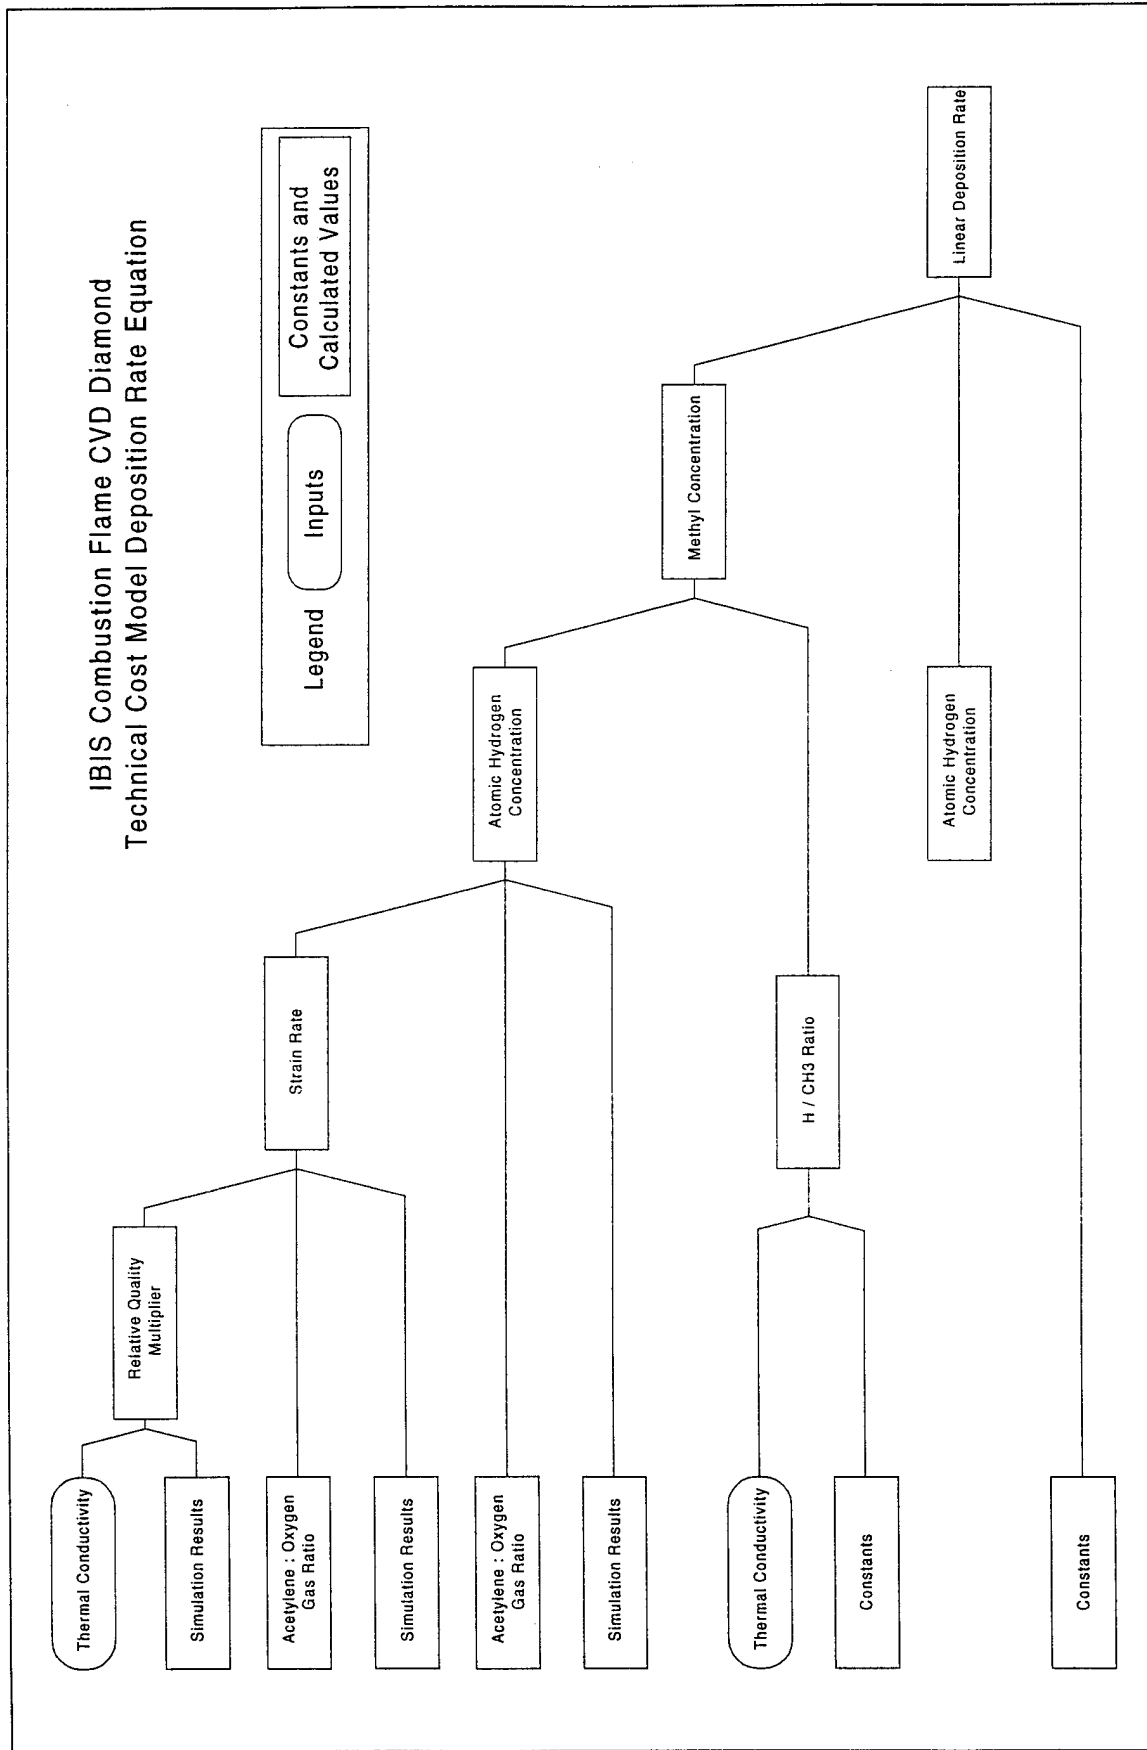 IBIS Combustion Flame CVD Diamond
Technical Cost Model Deposition Rate Equation
Legend
Inputs
Constants and
Calculated Values
Thermal Conductivity
Simulation Results
Relative Quality
Multiplier
Acetylene : Oxygen
Gas Ratio
Simulation Results
Strain Rate
Acetylene : Oxygen
Gas Ratio
Simulation Results
Atomic Hydrogen
Concentration
Thermal Conductivity
Constants
H / CH3 Ratio
Methyl Concentration
Atomic Hydrogen
Concentration
Constants
Linear Deposition Rate